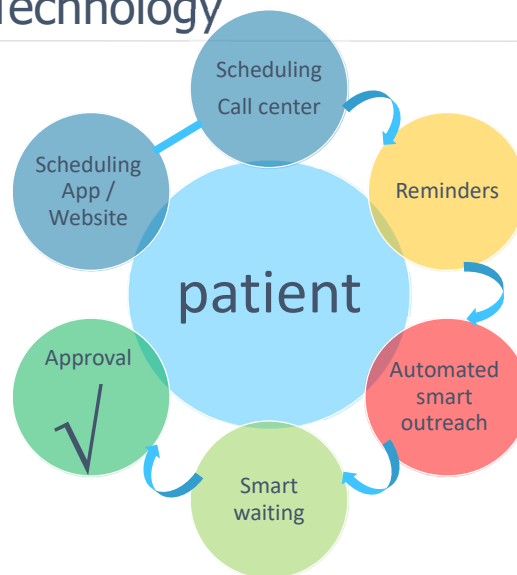 Technology
Scheduling
Call center
Scheduling
App /
Website
Reminders
patient
Approval
√
Automated
smart
outreach
Smart
waiting